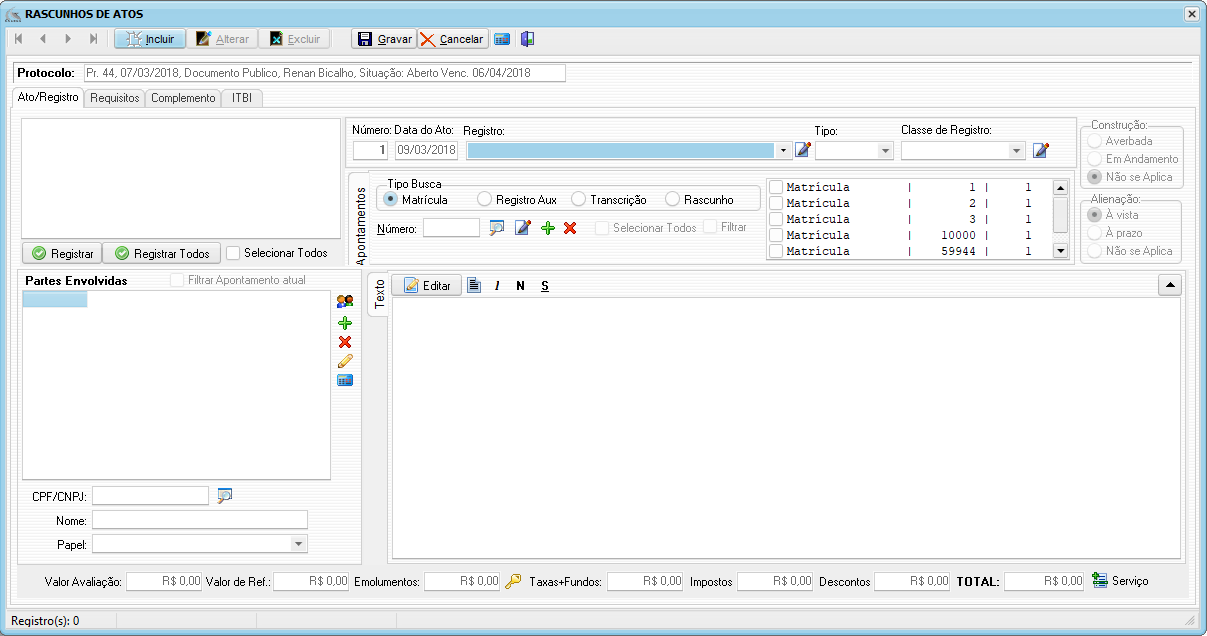 RASCUNHOS DE ATOS
Incluir Alterar Excluir Gravar Cancelar
Protocolo: Pr. 44, 07/03/2018, Documento Publico, Renan Bicalho, Situação: Aberto Venc. 06/04/2018
Ato/Registro Requisitos Complemento ITBI
Número: Data do Ato: Registro: Tipo: Classe de Registro:
1 09/03/2018
Construção:
Averbada
Em Andamento
Não se Aplica
Apontamentos
Tipo Busca
Matrícula Registro Aux Transcrição Rascunho
Número: Selecionar Todos Filtrar
Matrícula | 1 | 1
Matrícula | 2 | 1
Matrícula | 3 | 1
Matrícula | 10000 | 1
Matrícula | 59944 | 1
Alienação:
À vista
À prazo
Não se Aplica
Registrar Registrar Todos Selecionar Todos
Partes Envolvidas Filtrar Apontamento atual
Texto
Editar I N S
CPF/CNPJ:
Nome:
Papel:
Valor Avaliação: R$ 0,00 Valor de Ref.: R$ 0,00 Emolumentos: R$ 0,00 Taxas+Fundos: R$ 0,00 Impostos R$ 0,00 Descontos R$ 0,00 TOTAL: R$ 0,00 Serviço
Registro(s): 0